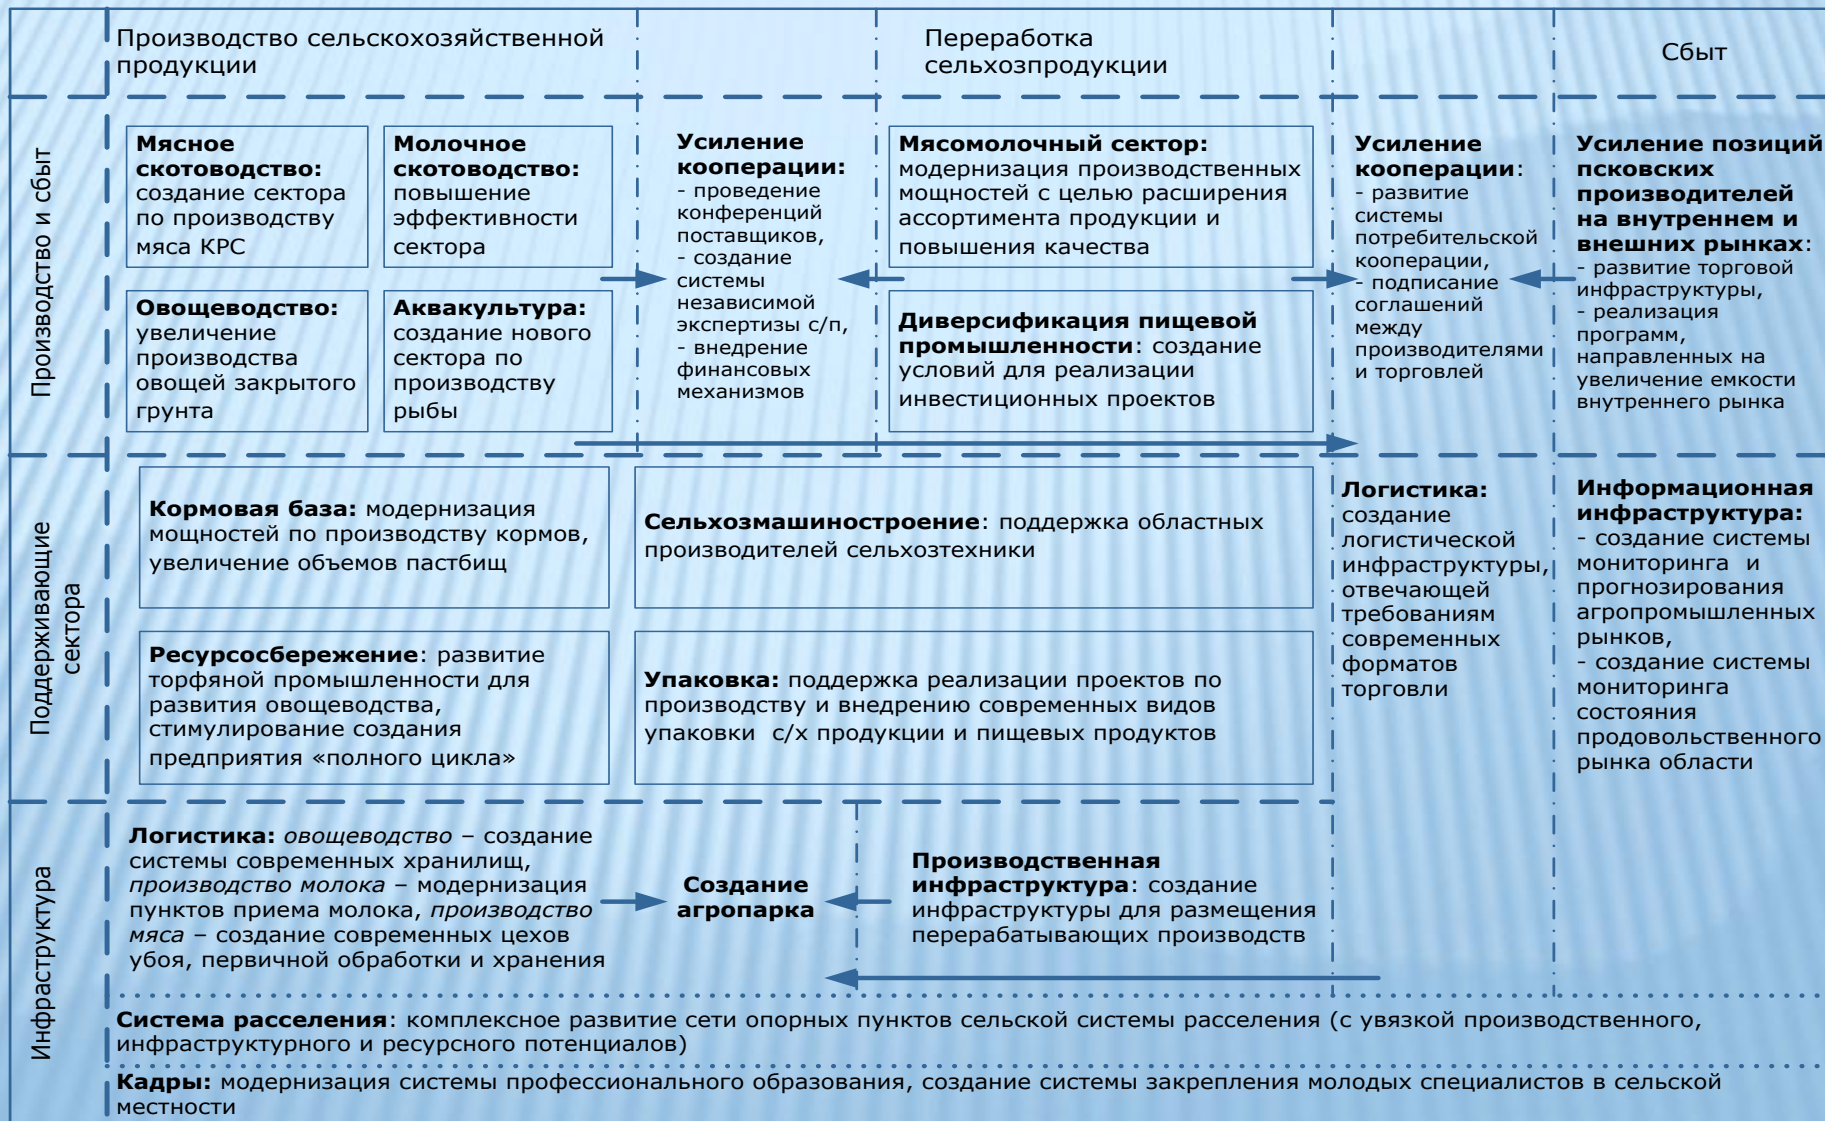 Производство сельскохозяйственной
продукции
Переработка
сельхозпродукции
Сбыт
Производство и сбыт
Мясное
скотоводство:
создание сектора
по производству
мяса КРС
Молочное
скотоводство:
повышение
эффективности
сектора
Овощеводство:
увеличение
производства
овощей закрытого
грунта
Аквакультура:
создание нового
сектора по
производству
рыбы
Усиление
кооперации:
- проведение
конференций
поставщиков,
- создание
системы
независимой
экспертизы с/п,
- внедрение
финансовых
механизмов
Мясомолочный сектор:
модернизация производственных
мощностей с целью расширения
ассортимента продукции и
повышения качества
Диверсификация пищевой
промышленности: создание
условий для реализации
инвестиционных проектов
Усиление
кооперации:
- развитие
системы
потребительской
кооперации,
- подписание
соглашений
между
производителями
и торговлей
Усиление позиций
псковских
производителей
на внутреннем и
внешних рынках:
- развитие торговой
инфраструктуры,
- реализация
программ,
направленных на
увеличение емкости
внутреннего рынка
Поддерживающие
сектора
Кормовая база: модернизация
мощностей по производству кормов,
увеличение объемов пастбищ
Сельхозмашиностроение: поддержка областных
производителей сельхозтехники
Ресурсосбережение: развитие
торфяной промышленности для
развития овощеводства,
стимулирование создания
предприятия «полного цикла»
Упаковка: поддержка реализации проектов по
производству и внедрению современных видов
упаковки с/х продукции и пищевых продуктов
Логистика:
создание
логистической
инфраструктуры,
отвечающей
требованиям
современных
форматов
торговли
Информационная
инфраструктура:
- создание системы
мониторинга и
прогнозирования
агропромышленных
рынков,
- создание системы
мониторинга
состояния
продовольственного
рынка области
Инфраструктура
Логистика: овощеводство – создание
системы современных хранилищ,
производство молока – модернизация
пунктов приема молока, производство
мяса – создание современных цехов
убоя, первичной обработки и хранения
Создание
агропарка
Производственная
инфраструктура: создание
инфраструктуры для размещения
перерабатывающих производств
Система расселения: комплексное развитие сети опорных пунктов сельской системы расселения (с увязкой производственного,
инфраструктурного и ресурсного потенциалов)
Кадры: модернизация системы профессионального образования, создание системы закрепления молодых специалистов в сельской
местности